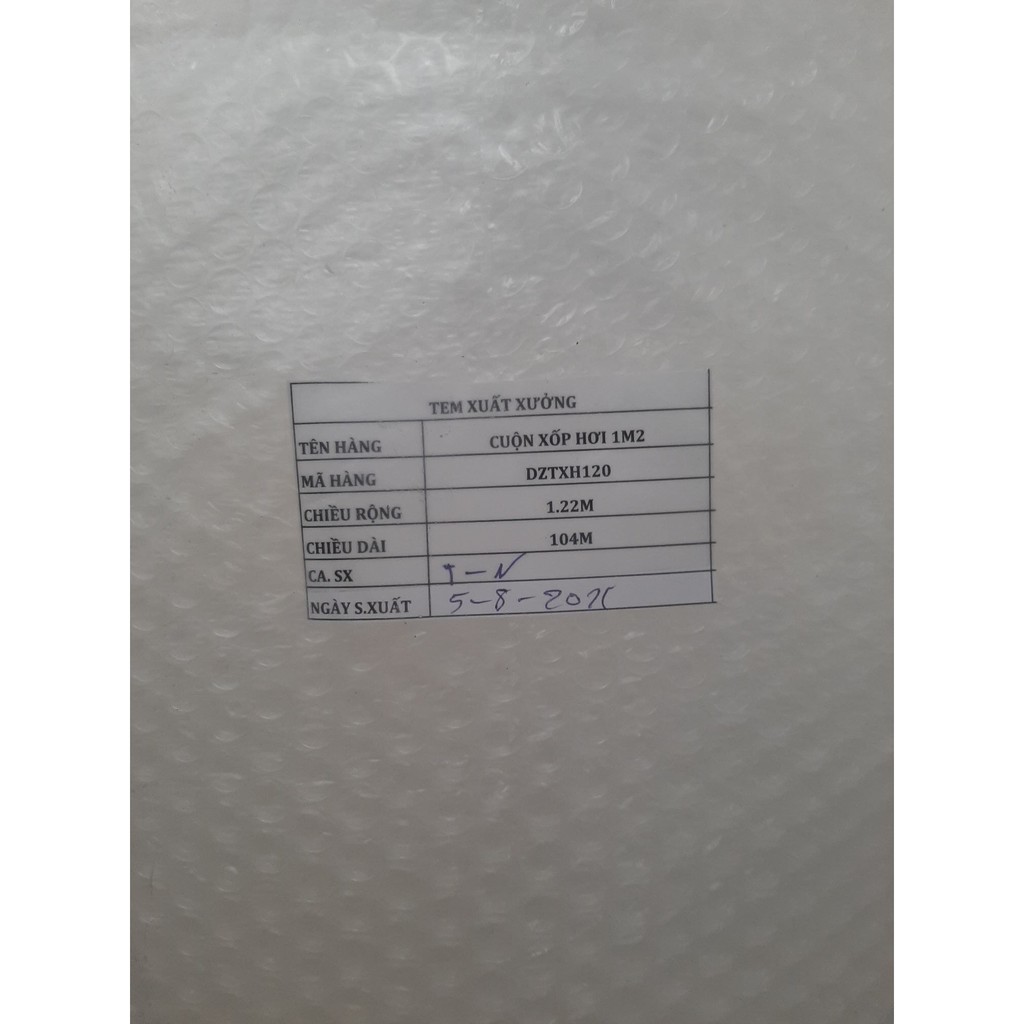 TEM XUẤT XƯỞNG
TÊN HÀNG CUỘN XỐP HƠI 1M2
MÃ HÀNG DZTXH120
CHIỀU RỘNG 1.22M
CHIỀU DÀI 104M
CA. SX T-N
NGÀY S.XUẤT